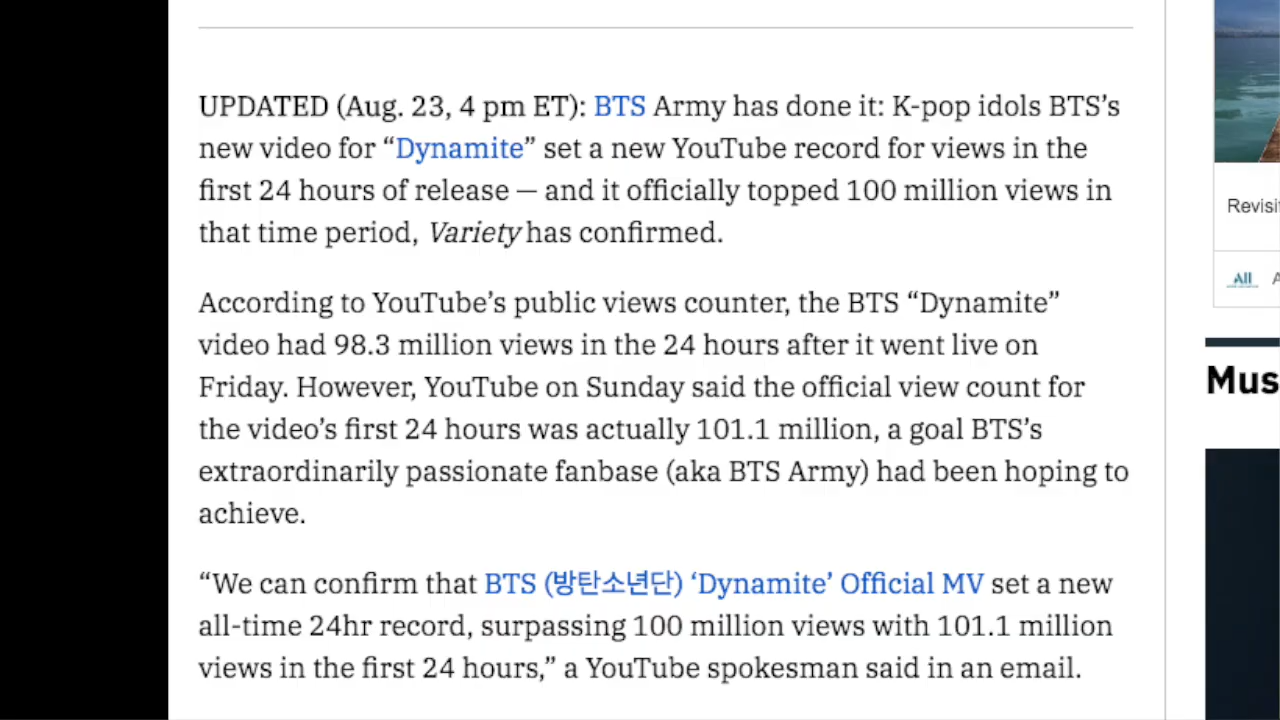 UPDATED (Aug. 23, 4 pm ET): BTS Army has done it: K-pop idols BTS’s
new video for “Dynamite” set a new YouTube record for views in the
first 24 hours of release — and it officially topped 100 million views in
that time period, Variety has confirmed.
According to YouTube’s public views counter, the BTS “Dynamite”
video had 98.3 million views in the 24 hours after it went live on
Friday. However, YouTube on Sunday said the official view count for
the video’s first 24 hours was actually 101.1 million, a goal BTS’s
extraordinarily passionate fanbase (aka BTS Army) had been hoping to
achieve.
“We can confirm that BTS (방탄소년단) ‘Dynamite’ Official MV set a new
all-time 24hr record, surpassing 100 million views with 101.1 million
views in the first 24 hours,” a YouTube spokesman said in an email.
Revisi
All A
Mus